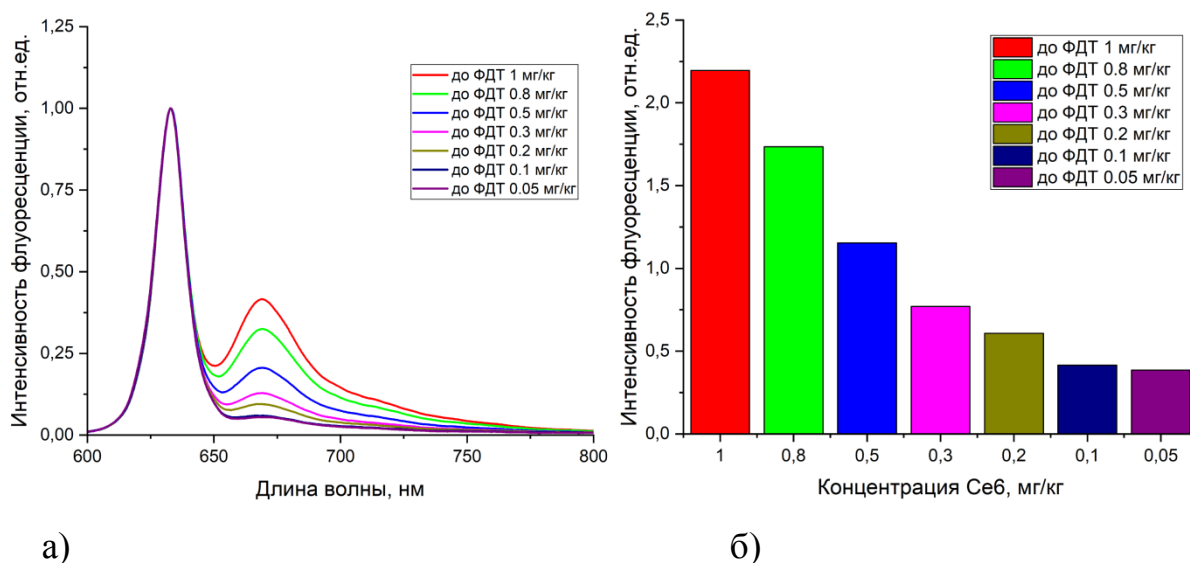 Интенсивность флуоресценции, отн.ед.
1,25
1,00
0,75
0,50
0,25
0,00
600
650
700
750
800
Длина волны, нм
до ФДТ 1 мг/кг
до ФДТ 0.8 мг/кг
до ФДТ 0.5 мг/кг
до ФДТ 0.3 мг/кг
до ФДТ 0.2 мг/кг
до ФДТ 0.1 мг/кг
до ФДТ 0.05 мг/кг
а)
Интенсивность флуоресценции, отн.ед.
2,5
2,0
1,5
1,0
0,5
0,0
1
0,8
0,5
0,3
0,2
0,1
0,05
Концентрация Ce6, мг/кг
до ФДТ 1 мг/кг
до ФДТ 0.8 мг/кг
до ФДТ 0.5 мг/кг
до ФДТ 0.3 мг/кг
до ФДТ 0.2 мг/кг
до ФДТ 0.1 мг/кг
до ФДТ 0.05 мг/кг
б)